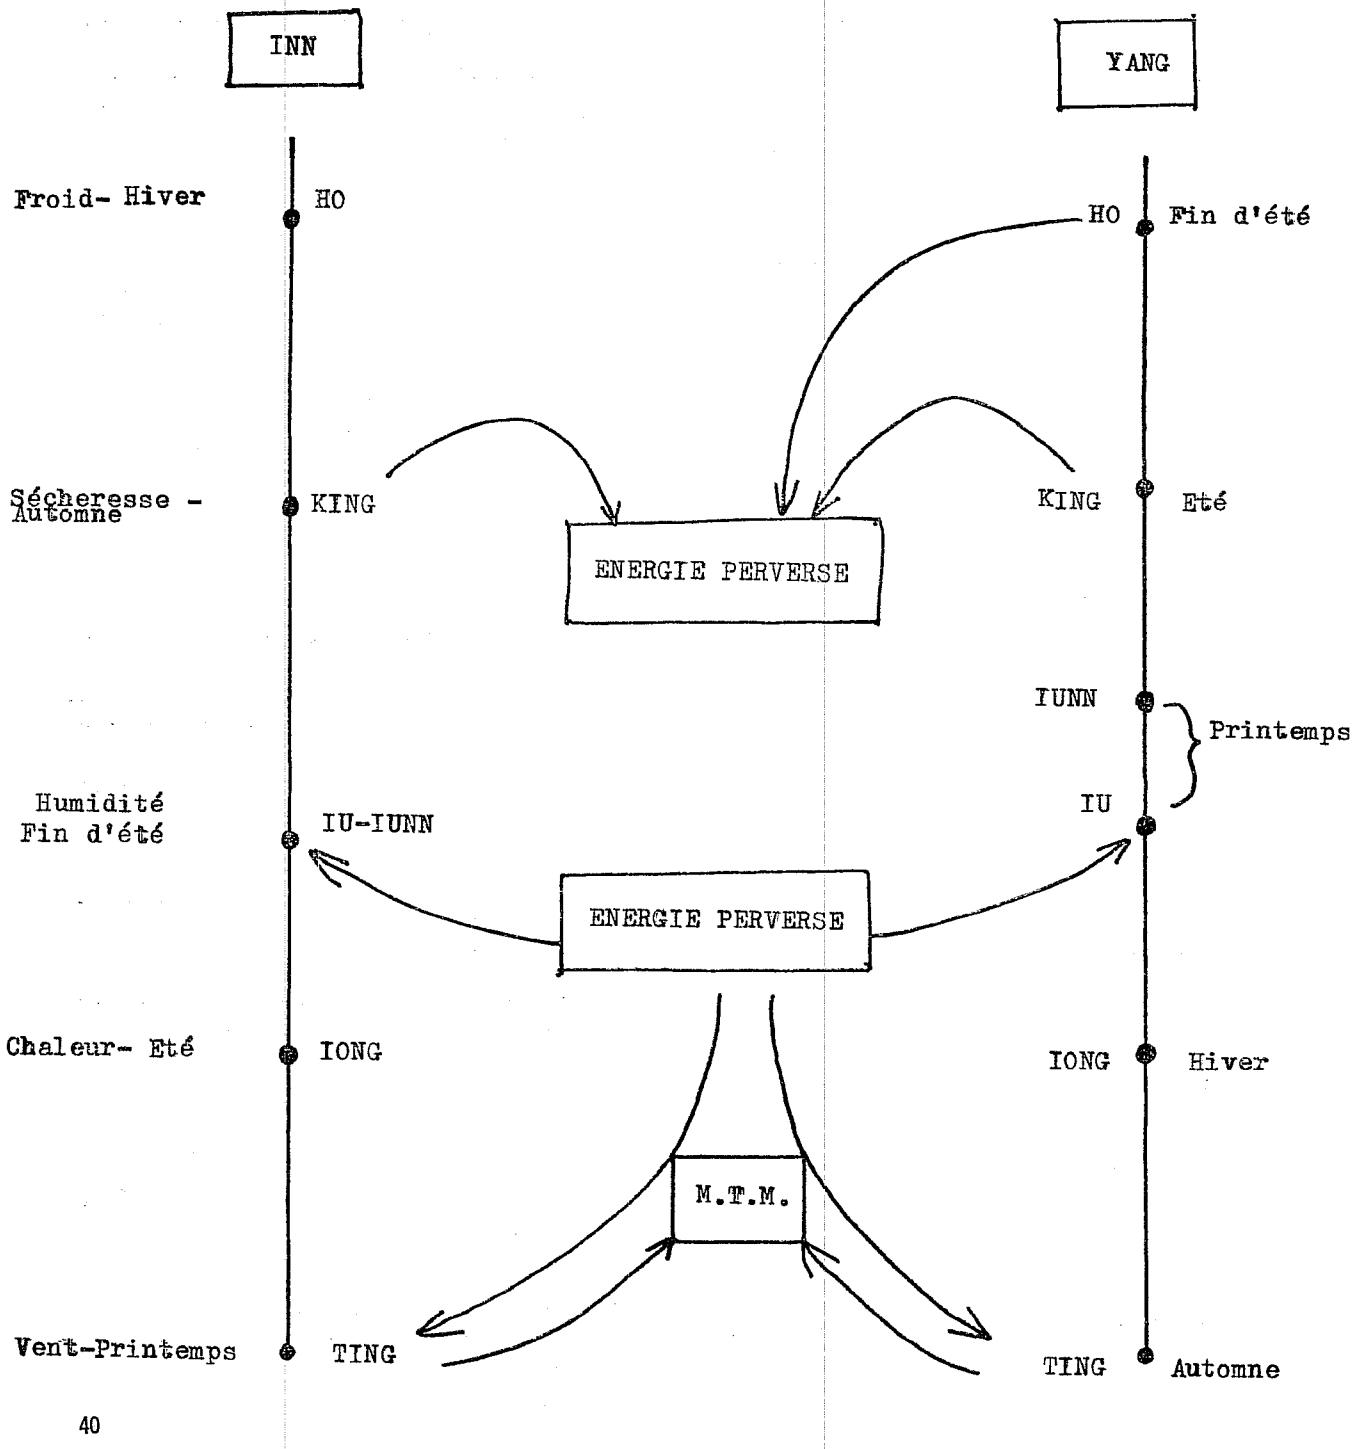 INN
YANG
Froid- Hiver
HO
HO
Fin d'été
Sécheresse -
Automne
KING
KING
Eté
ENERGIE PERVERSE
IUNN
Printemps
IU
Humidité
Fin d'été
IU-IUNN
ENERGIE PERVERSE
Chaleur- Eté
IONG
IONG
Hiver
M.T.M.
Vent-Printemps
TING
TING
Automne
40